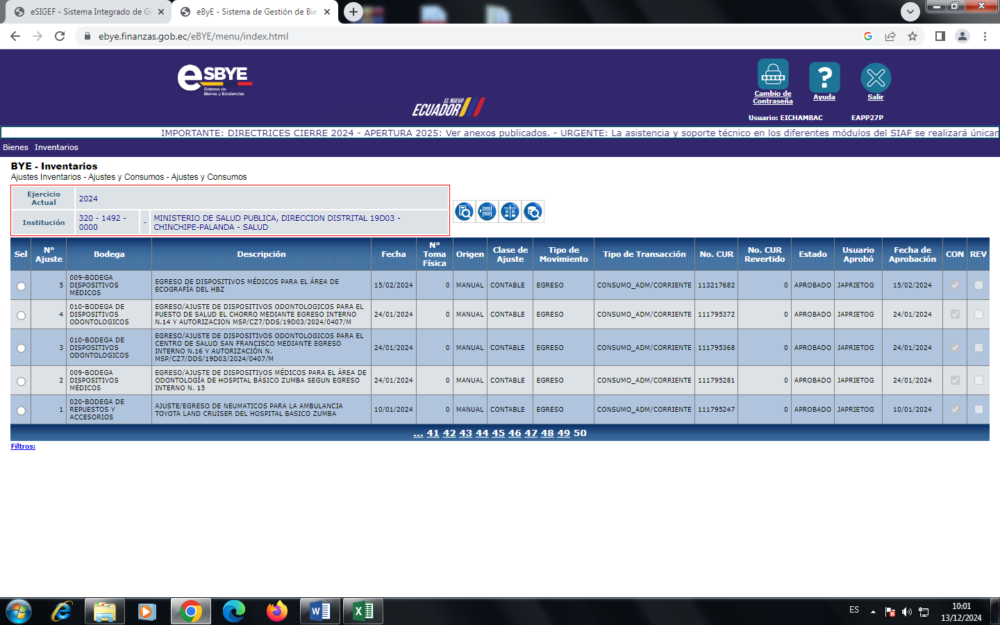 eSIGEF - Sistema Integrado de Ge
eByE - Sistema de Gestión de Bie
ebye.finanzas.gob.ec/eBYE/menu/index.html
eSBYE
Sistema de
Bienes y Existencias
EL NUEVO
ECUADOR
Cambio de
Contraseña
Ayuda
Salir
Usuario: EICHAMBAC
EAPP27P
IMPORTANTE: DIRECTRICES CIERRE 2024 - APERTURA 2025: Ver anexos publicados. - URGENTE: La asistencia y soporte técnico en los diferentes módulos del SIAF se realizará únicar
Bienes Inventarios
BYE - Inventarios
Ajustes Inventarios - Ajustes y Consumos - Ajustes y Consumos
Ejercicio
Actual
2024
Institución
320 - 1492 -
0000
-
MINISTERIO DE SALUD PUBLICA, DIRECCION DISTRITAL 19D03 -
CHINCHIPE-PALANDA - SALUD
Sel
N°
Ajuste
Bodega
Descripción
Fecha
N°
Toma
Física
Origen
Clase de
Ajuste
Tipo de
Movimiento
Tipo de Transacción
No. CUR
No. CUR
Revertido
Estado
Usuario
Aprobó
Fecha de
Aprobación
CON
REV
5
009-BODEGA
DISPOSITIVOS
MÉDICOS
EGRESO DE DISPOSITIVOS MÉDICOS PARA EL ÁREA DE
ECOGRAFÍA DEL HBZ
15/02/2024
0
MANUAL
CONTABLE
EGRESO
CONSUMO_ADM/CORRIENTE
113217682
0
APROBADO
JAPRIETOG
15/02/2024
4
010-BODEGA DE
DISPOSITIVOS
ODONTOLOGICOS
EGRESO/AJUSTE DE DISPOSITIVOS ODONTOLOGICOS PARA EL
PUESTO DE SALUD EL CHORRO MEDIANTE EGRESO INTERNO
N.14 Y AUTORIZACION MSP/CZ7/DDS/19D03/2024/0407/M
24/01/2024
0
MANUAL
CONTABLE
EGRESO
CONSUMO_ADM/CORRIENTE
111795372
0
APROBADO
JAPRIETOG
24/01/2024
3
010-BODEGA DE
DISPOSITIVOS
ODONTOLOGICOS
EGRESO/AJUSTE DE DISPOSITIVOS ODONTOLOGICOS PARA EL
CENTRO DE SALUD SAN FRANCISCO MEDIANTE EGRESO
INTERNO N.16 Y AUTORIZACIÓN N.
MSP/CZ7/DDS/19D03/2024/0407/M
24/01/2024
0
MANUAL
CONTABLE
EGRESO
CONSUMO_ADM/CORRIENTE
111795368
0
APROBADO
JAPRIETOG
24/01/2024
2
009-BODEGA
DISPOSITIVOS
MÉDICOS
EGRESO/AJUSTE DE DISPOSITIVOS MÉDICOS PARA EL ÁREA DE
ODONTOLOGÍA DE HOSPITAL BÁSICO ZUMBA SEGUN EGRESO
INTERNO N. 15
24/01/2024
0
MANUAL
CONTABLE
EGRESO
CONSUMO_ADM/CORRIENTE
111795281
0
APROBADO
JAPRIETOG
24/01/2024
1
020-BODEGA DE
REPUESTOS Y
ACCESORIOS
AJUSTE/EGRESO DE NEUMATICOS PARA LA AMBULANCIA
TOYOTA LAND CRUISER DEL HOSPITAL BASICO ZUMBA
10/01/2024
0
MANUAL
CONTABLE
EGRESO
CONSUMO_ADM/CORRIENTE
111795247
0
APROBADO
JAPRIETOG
10/01/2024
... 41 42 43 44 45 46 47 48 49 50
Filtros:
ES
10:01
13/12/2024